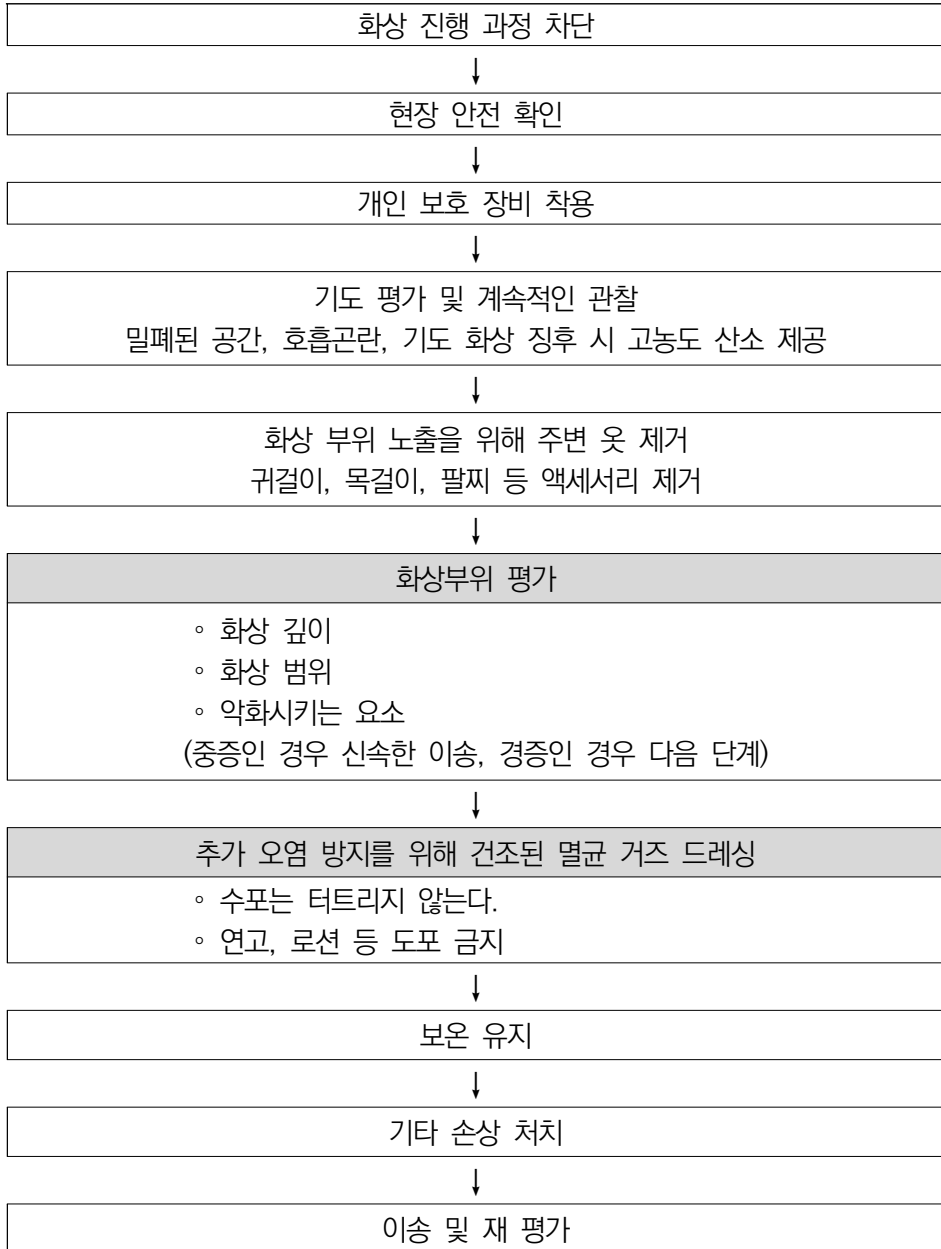 화상 진행 과정 차단
↓
현장 안전 확인
↓
개인 보호 장비 착용
↓
기도 평가 및 계속적인 관찰
밀폐된 공간, 호흡곤란, 기도 화상 징후 시 고농도 산소 제공
↓
화상 부위 노출을 위해 주변 옷 제거
귀걸이, 목걸이, 팔찌 등 액세서리 제거
↓
화상부위 평가
◦ 화상 깊이
◦ 화상 범위
◦ 악화시키는 요소
(중증인 경우 신속한 이송, 경증인 경우 다음 단계)
↓
추가 오염 방지를 위해 건조된 멸균 거즈 드레싱
◦ 수포는 터트리지 않는다.
◦ 연고, 로션 등 도포 금지
↓
보온 유지
↓
기타 손상 처치
↓
이송 및 재 평가